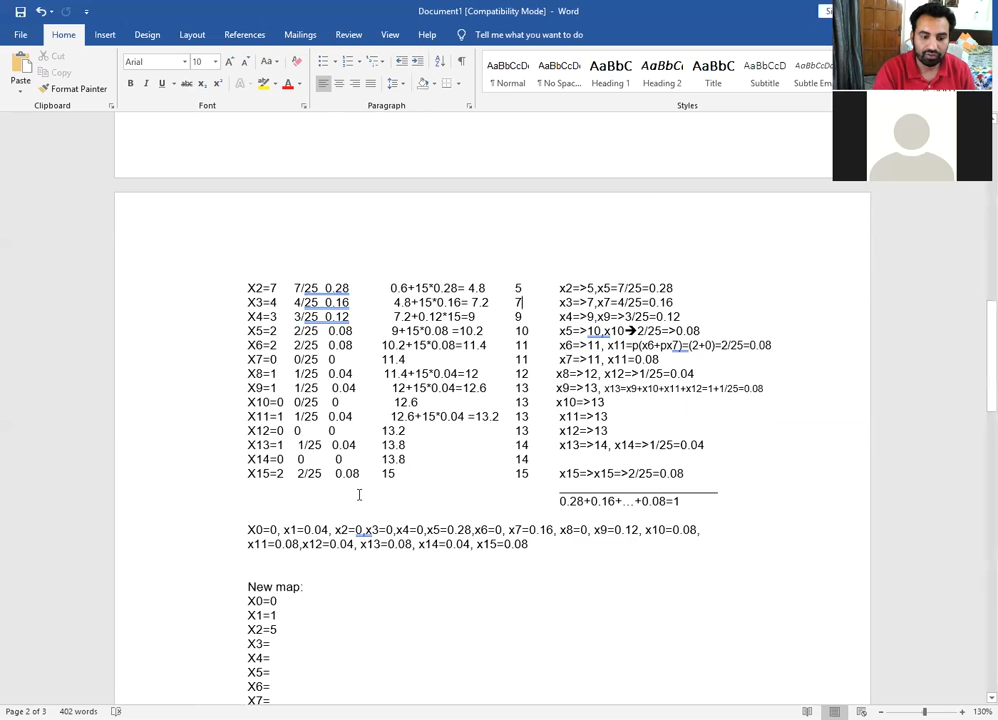 Document1 [Compatibility Mode] - Word
File Home Insert Design Layout References Mailings Review View Help Tell me what you want to do
Paste
Cut
Copy
Format Painter
Arial 10
B I U abc x₂ x²
AaBbCcDc AaBbCcDc AaBbC AaBbCc AaBbC AaBbCcD AaBbCcDc
¶ Normal ¶ No Spac... Heading 1 Heading 2 Title Subtitle Subtle Em
Clipboard Font Paragraph Styles
X2=7 7/25 0.28 0.6+15*0.28= 4.8 5 x2=>5,x5=7/25=0.28
X3=4 4/25 0.16 4.8+15*0.16= 7.2 7 x3=>7,x7=4/25=0.16
X4=3 3/25 0.12 7.2+0.12*15=9 9 x4=>9,x9=>3/25=0.12
X5=2 2/25 0.08 9+15*0.08 =10.2 10 x5=>10,x10➔2/25=>0.08
X6=2 2/25 0.08 10.2+15*0.08=11.4 11 x6=>11, x11=p(x6+px7)=(2+0)=2/25=0.08
X7=0 0/25 0 11.4 11 x7=>11, x11=0.08
X8=1 1/25 0.04 11.4+15*0.04=12 12 x8=>12, x12=>1/25=0.04
X9=1 1/25 0.04 12+15*0.04=12.6 13 x9=>13, x13=x9+x10+x11+x12=1+1/25=0.08
X10=0 0/25 0 12.6 13 x10=>13
X11=1 1/25 0.04 12.6+15*0.04 =13.2 13 x11=>13
X12=0 0 0 13.2 13 x12=>13
X13=1 1/25 0.04 13.8 14 x13=>14, x14=>1/25=0.04
X14=0 0 0 13.8 14
X15=2 2/25 0.08 15 15 x15=>x15=>2/25=0.08
0.28+0.16+…+0.08=1
X0=0, x1=0.04, x2=0,x3=0,x4=0,x5=0.28,x6=0, x7=0.16, x8=0, x9=0.12, x10=0.08,
x11=0.08,x12=0.04, x13=0.08, x14=0.04, x15=0.08
New map:
X0=0
X1=1
X2=5
X3=
X4=
X5=
X6=
X7=
Page 2 of 3 402 words 130%